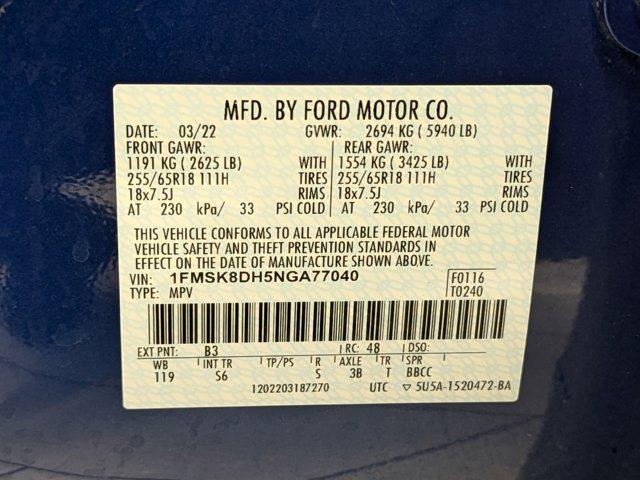 MFD. BY FORD MOTOR CO.
DATE: 03/22 GVWR: 2694 KG ( 5940 LB)
FRONT GAWR: REAR GAWR:
1191 KG ( 2625 LB) WITH 1554 KG ( 3425 LB) WITH
255/65R18 111H TIRES 255/65R18 111H TIRES
18x7.5J RIMS 18x7.5J RIMS
AT 230 kPa/ 33 PSI COLD AT 230 kPa/ 33 PSI COLD
THIS VEHICLE CONFORMS TO ALL APPLICABLE FEDERAL MOTOR
VEHICLE SAFETY AND THEFT PREVENTION STANDARDS IN
EFFECT ON THE DATE OF MANUFACTURE SHOWN ABOVE.
VIN: 1FMSK8DH5NGA77040 F0116
TYPE: MPV T0240
EXT PNT: B3 RC: 48 DSO:
WB INT TR TP/PS R AXLE TR SPR
119 S6 S 3B T BBCC
1202203187270 UTC ▽ 5U5A-1520472-BA